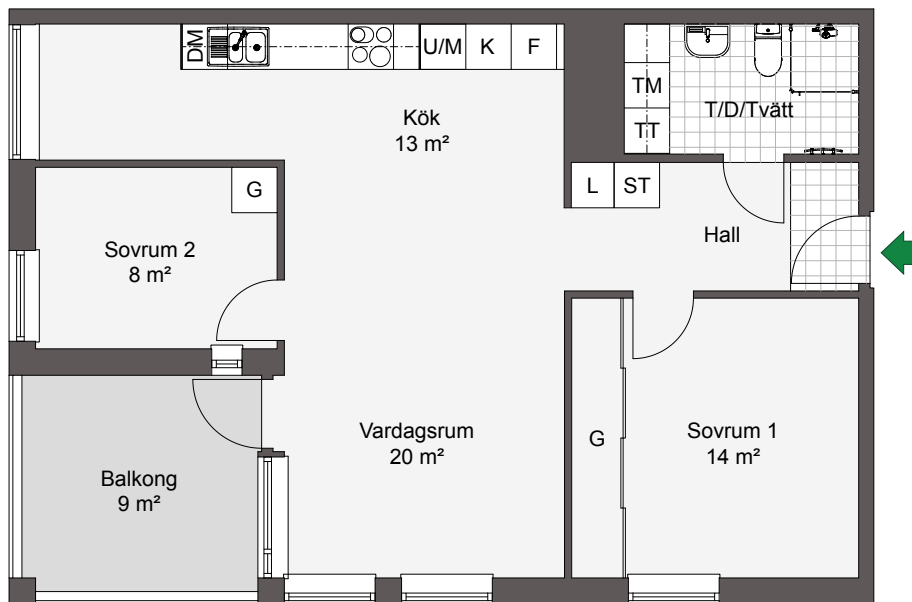 DM
U/M
K
F
Kök
13 m²
TM
TT
T/D/Tvätt
L
ST
Hall
G
Sovrum 2
8 m²
Vardagsrum
20 m²
G
Sovrum 1
14 m²
Balkong
9 m²